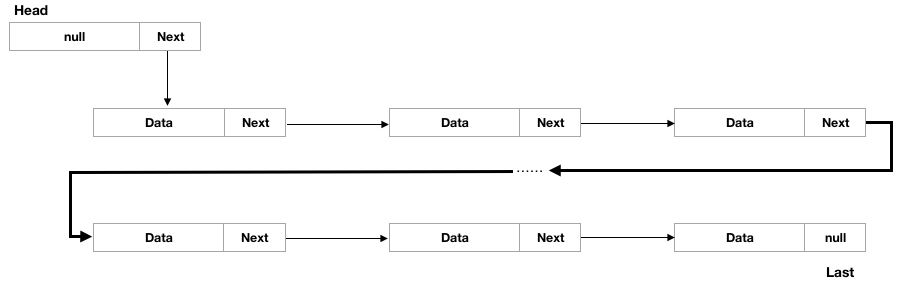 Head
null Next
Data Next Data Next Data Next
......
Data Next Data Next Data null
Last